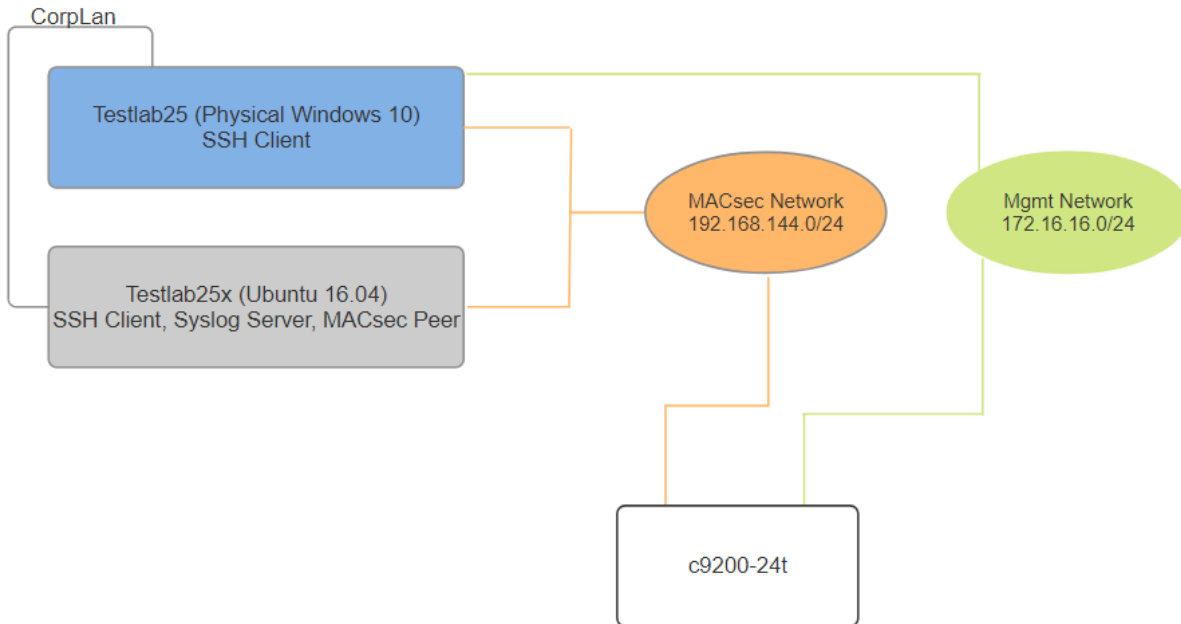 CorpLan
Testlab25 (Physical Windows 10)
SSH Client
Testlab25x (Ubuntu 16.04)
SSH Client, Syslog Server, MACsec Peer
MACsec Network
192.168.144.0/24
Mgmt Network
172.16.16.0/24
c9200-24t